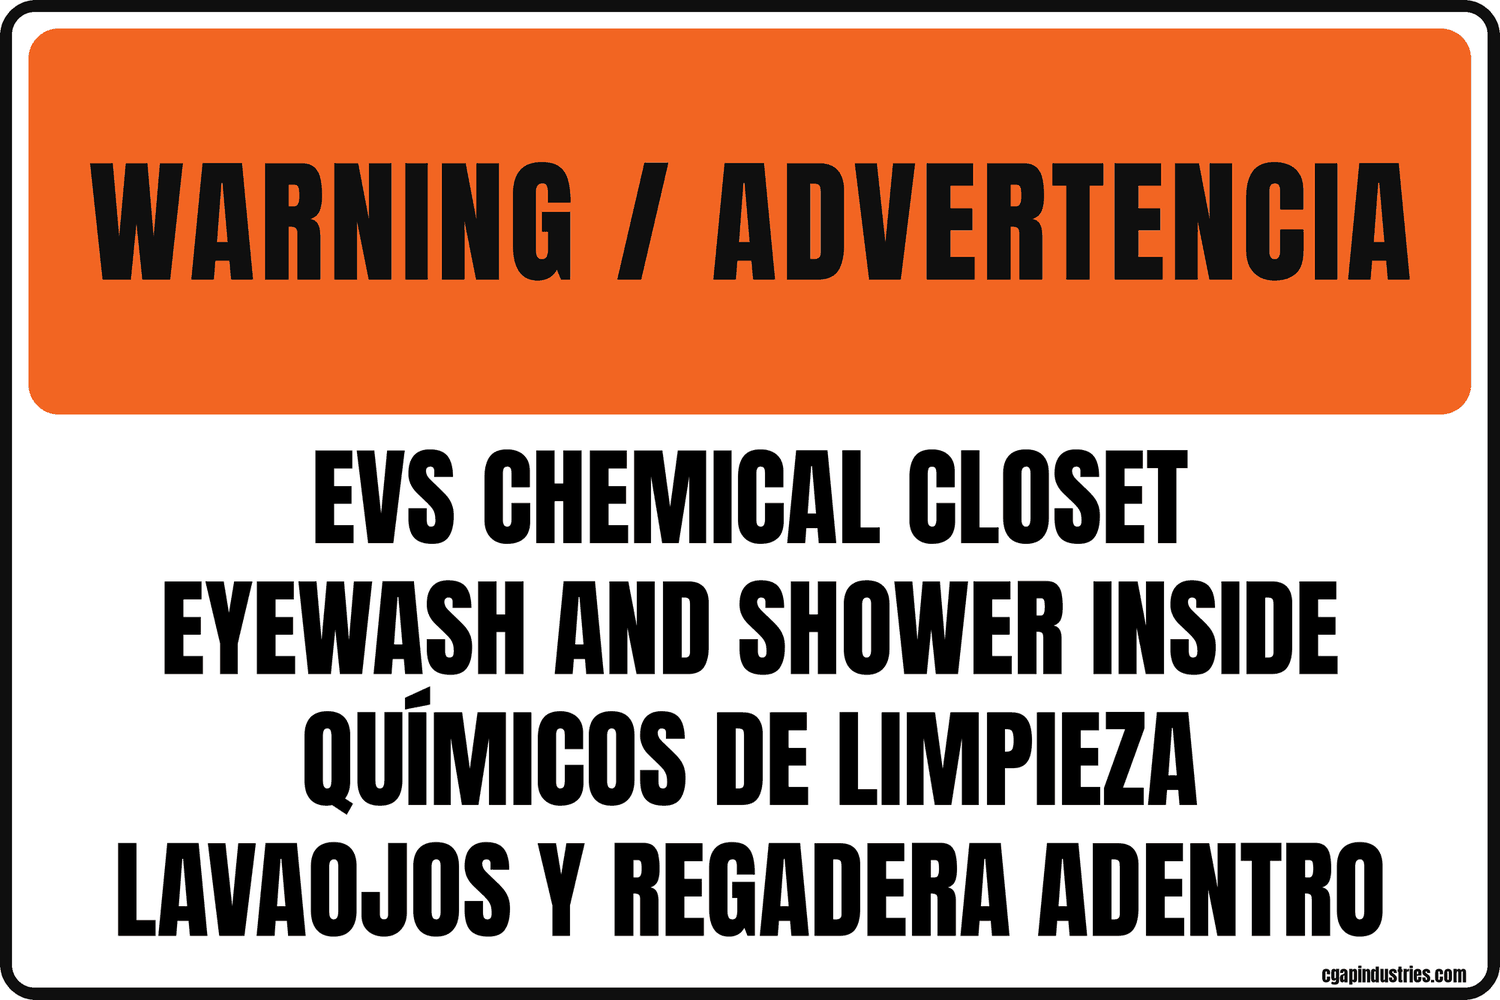 WARNING / ADVERTENCIA
EVS CHEMICAL CLOSET
EYEWASH AND SHOWER INSIDE
QUÍMICOS DE LIMPIEZA
LAVAOJOS Y REGADERA ADENTRO
cgapindustries.com